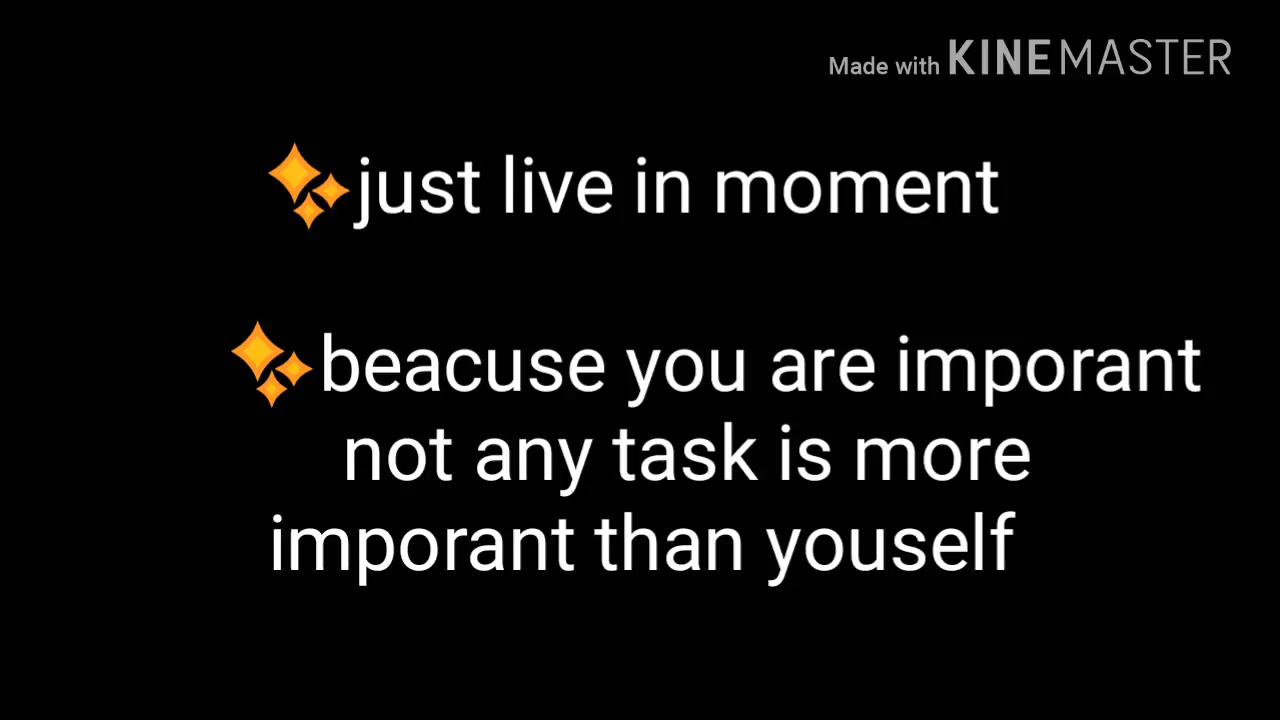 Made with KINEMASTER
✨just live in moment
✨beacuse you are imporant
not any task is more
imporant than youself